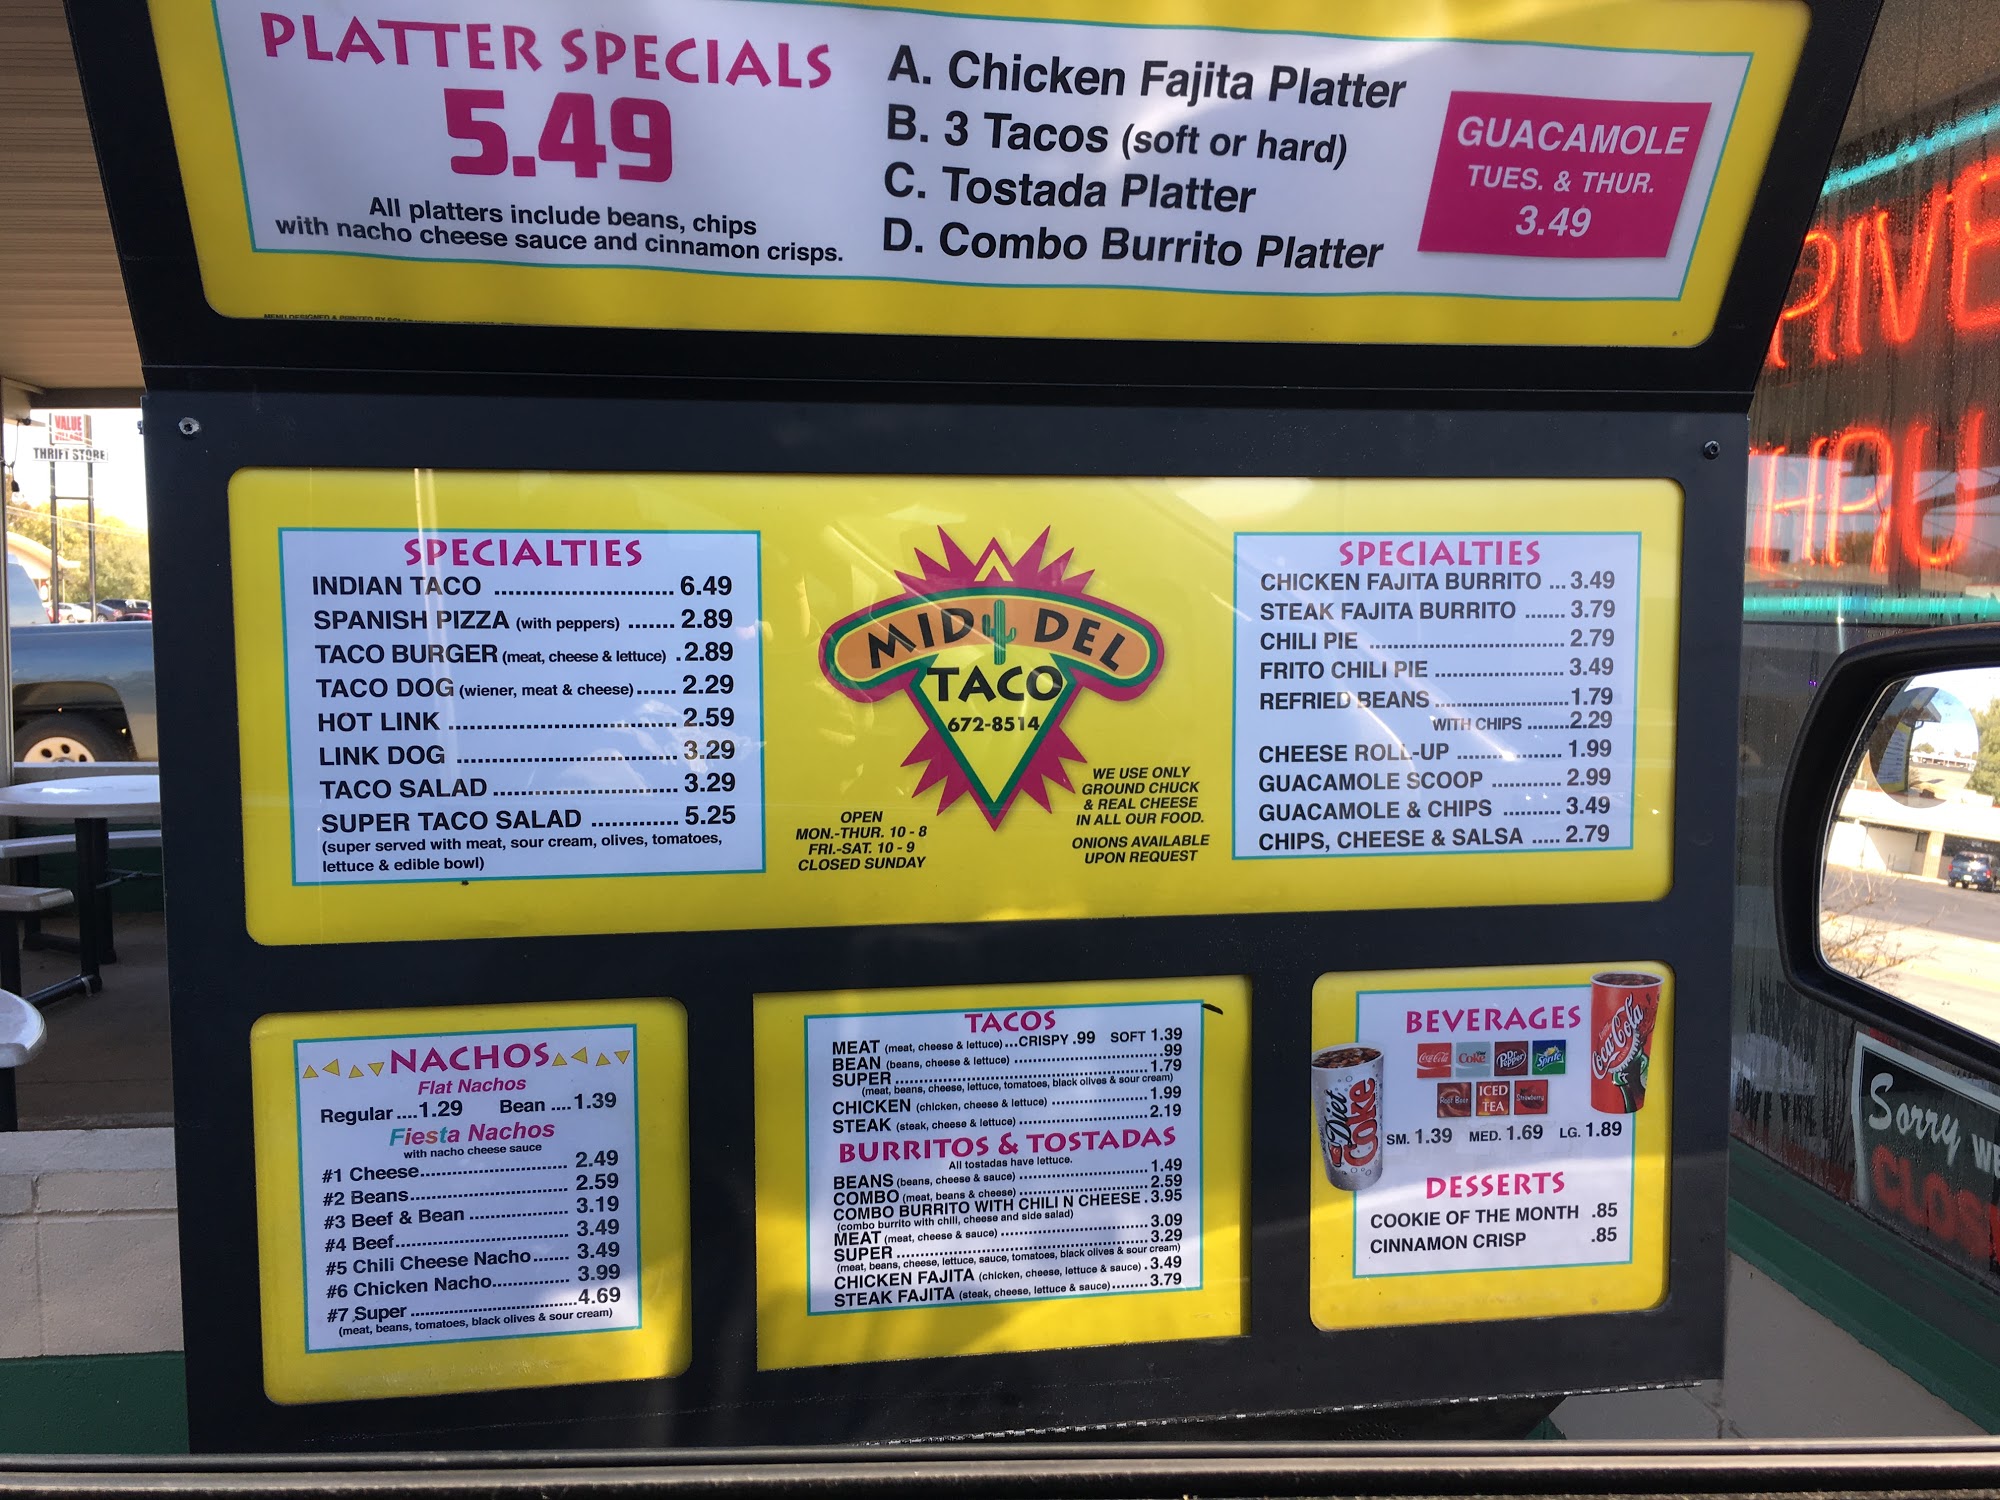 PLATTER SPECIALS
5.49
All platters include beans, chips
with nacho cheese sauce and cinnamon crisps.
A. Chicken Fajita Platter
B. 3 Tacos (soft or hard)
C. Tostada Platter
D. Combo Burrito Platter
GUACAMOLE
TUES. & THUR.
3.49
VALUE
THRIFT STORE
SPECIALTIES
INDIAN TACO .......................... 6.49
SPANISH PIZZA (with peppers) ....... 2.89
TACO BURGER (meat, cheese & lettuce) . 2.89
TACO DOG (wiener, meat & cheese) ...... 2.29
HOT LINK ................................. 2.59
LINK DOG ................................ 3.29
TACO SALAD ........................... 3.29
SUPER TACO SALAD ............. 5.25
(super served with meat, sour cream, olives, tomatoes,
lettuce & edible bowl)
MID DEL
TACO
672-8514
OPEN
MON.-THUR. 10 - 8
FRI.-SAT. 10 - 9
CLOSED SUNDAY
WE USE ONLY
GROUND CHUCK
& REAL CHEESE
IN ALL OUR FOOD.
ONIONS AVAILABLE
UPON REQUEST
SPECIALTIES
CHICKEN FAJITA BURRITO ... 3.49
STEAK FAJITA BURRITO ....... 3.79
CHILI PIE .................................. 2.79
FRITO CHILI PIE ...................... 3.49
REFRIED BEANS ....................... 1.79
WITH CHIPS ........ 2.29
CHEESE ROLL-UP .................. 1.99
GUACAMOLE SCOOP ............ 2.99
GUACAMOLE & CHIPS .......... 3.49
CHIPS, CHEESE & SALSA ..... 2.79
NACHOS
Flat Nachos
Regular .... 1.29 Bean .... 1.39
Fiesta Nachos
with nacho cheese sauce
#1 Cheese .............................. 2.49
#2 Beans ................................ 2.59
#3 Beef & Bean .................... 3.19
#4 Beef ................................... 3.49
#5 Chili Cheese Nacho ....... 3.49
#6 Chicken Nacho .............. 3.99
#7 Super ................................ 4.69
(meat, beans, tomatoes, black olives & sour cream)
TACOS
MEAT (meat, cheese & lettuce) ... CRISPY .99 SOFT 1.39
BEAN (beans, cheese & lettuce) ........................... .99
SUPER .................................................. 1.79
(meat, beans, cheese, lettuce, tomatoes, black olives & sour cream)
CHICKEN (chicken, cheese & lettuce) ................... 1.99
STEAK (steak, cheese & lettuce) .......................... 2.19
BURRITOS & TOSTADAS
All tostadas have lettuce.
BEANS (beans, cheese & sauce) ........................... 1.49
COMBO (meat, beans & cheese) .......................... 2.59
COMBO BURRITO WITH CHILI N CHEESE . 3.95
(combo burrito with chili, cheese and side salad)
MEAT (meat, cheese & sauce) .............................. 3.09
SUPER .................................................. 3.29
(meat, beans, cheese, lettuce, sauce, tomatoes, black olives & sour cream)
CHICKEN FAJITA (chicken, cheese, lettuce & sauce) . 3.49
STEAK FAJITA (steak, cheese, lettuce & sauce) ........ 3.79
BEVERAGES
Coca-Cola
Diet Coke
Dr Pepper
Sprite
Root Beer
ICED
TEA
Strawberry
Diet
Coke
Coca-Cola
SM. 1.39 MED. 1.69 LG. 1.89
DESSERTS
COOKIE OF THE MONTH .85
CINNAMON CRISP .85
Sorry WE
CLOS